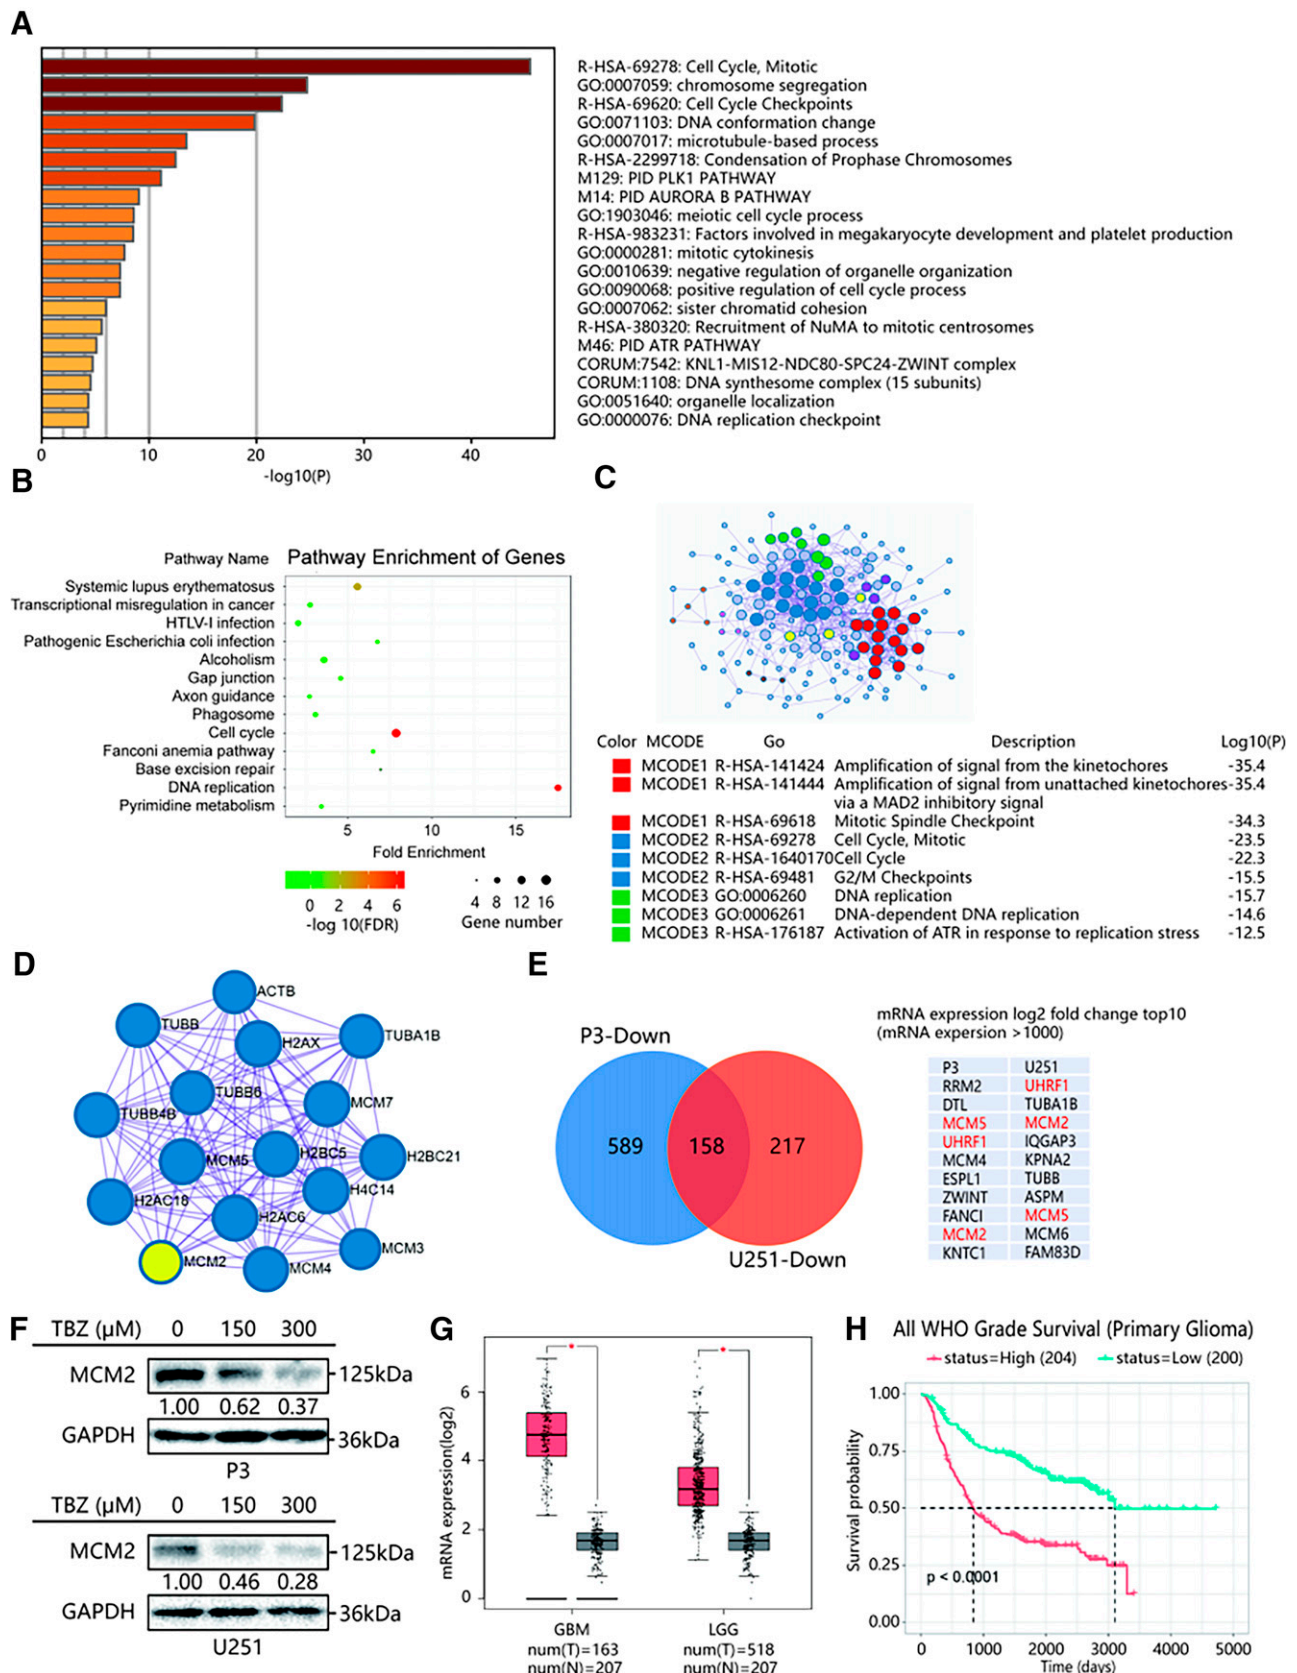 A
R-HSA-69278: Cell Cycle, Mitotic
GO:0007059: chromosome segregation
R-HSA-69620: Cell Cycle Checkpoints
GO:0071103: DNA conformation change
GO:0007017: microtubule-based process
R-HSA-2299718: Condensation of Prophase Chromosomes
M129: PID PLK1 PATHWAY
M14: PID AURORA B PATHWAY
GO:1903046: meiotic cell cycle process
R-HSA-983231: Factors involved in megakaryocyte development and platelet production
GO:0000281: mitotic cytokinesis
GO:0010639: negative regulation of organelle organization
GO:0090068: positive regulation of cell cycle process
GO:0007062: sister chromatid cohesion
R-HSA-380320: Recruitment of NuMA to mitotic centrosomes
M46: PID ATR PATHWAY
CORUM:7542: KNL1-MIS12-NDC80-SPC24-ZWINT complex
CORUM:1108: DNA synthesome complex (15 subunits)
GO:0051640: organelle localization
GO:0000076: DNA replication checkpoint
0 10 20 30 40
-log10(P)
B
Pathway Name Pathway Enrichment of Genes
Systemic lupus erythematosus
Transcriptional misregulation in cancer
HTLV-I infection
Pathogenic Escherichia coli infection
Alcoholism
Gap junction
Axon guidance
Phagosome
Cell cycle
Fanconi anemia pathway
Base excision repair
DNA replication
Pyrimidine metabolism
5 10 15
Fold Enrichment
0 2 4 6
-log 10(FDR)
4 8 12 16
Gene number
C
Color MCODE Go Description Log10(P)
MCODE1 R-HSA-141424 Amplification of signal from the kinetochores -35.4
MCODE1 R-HSA-141444 Amplification of signal from unattached kinetochores -35.4
via a MAD2 inhibitory signal
MCODE1 R-HSA-69618 Mitotic Spindle Checkpoint -34.3
MCODE2 R-HSA-69278 Cell Cycle, Mitotic -23.5
MCODE2 R-HSA-1640170 Cell Cycle -22.3
MCODE2 R-HSA-69481 G2/M Checkpoints -15.5
MCODE3 GO:0006260 DNA replication -15.7
MCODE3 GO:0006261 DNA-dependent DNA replication -14.6
MCODE3 R-HSA-176187 Activation of ATR in response to replication stress -12.5
D
ACTB
TUBB
H2AX
TUBA1B
TUBB6
MCM7
TUBB4B
MCM5
H2BC5
H2BC21
H4C14
H2AC18
H2AC6
MCM3
MCM2
MCM4
E
P3-Down
589 158 217
U251-Down
mRNA expression log2 fold change top10
(mRNA expersion >1000)
P3 U251
RRM2 UHRF1
DTL TUBA1B
MCM5 MCM2
UHRF1 IQGAP3
MCM4 KPNA2
ESPL1 TUBB
ZWINT ASPM
FANCI MCM5
MCM2 MCM6
KNTC1 FAM83D
F
TBZ (μM) 0 150 300
MCM2 125kDa
1.00 0.62 0.37
GAPDH 36kDa
P3
TBZ (μM) 0 150 300
MCM2 125kDa
1.00 0.46 0.28
GAPDH 36kDa
U251
G
mRNA expression(log2)
6
4
2
0
* *
GBM LGG
num(T)=163 num(T)=518
num(N)=207 num(N)=207
H
All WHO Grade Survival (Primary Glioma)
status=High (204) status=Low (200)
Survival probability
1.00
0.75
0.50
0.25
0.00
p < 0.0001
0 1000 2000 3000 4000 5000
Time (days)